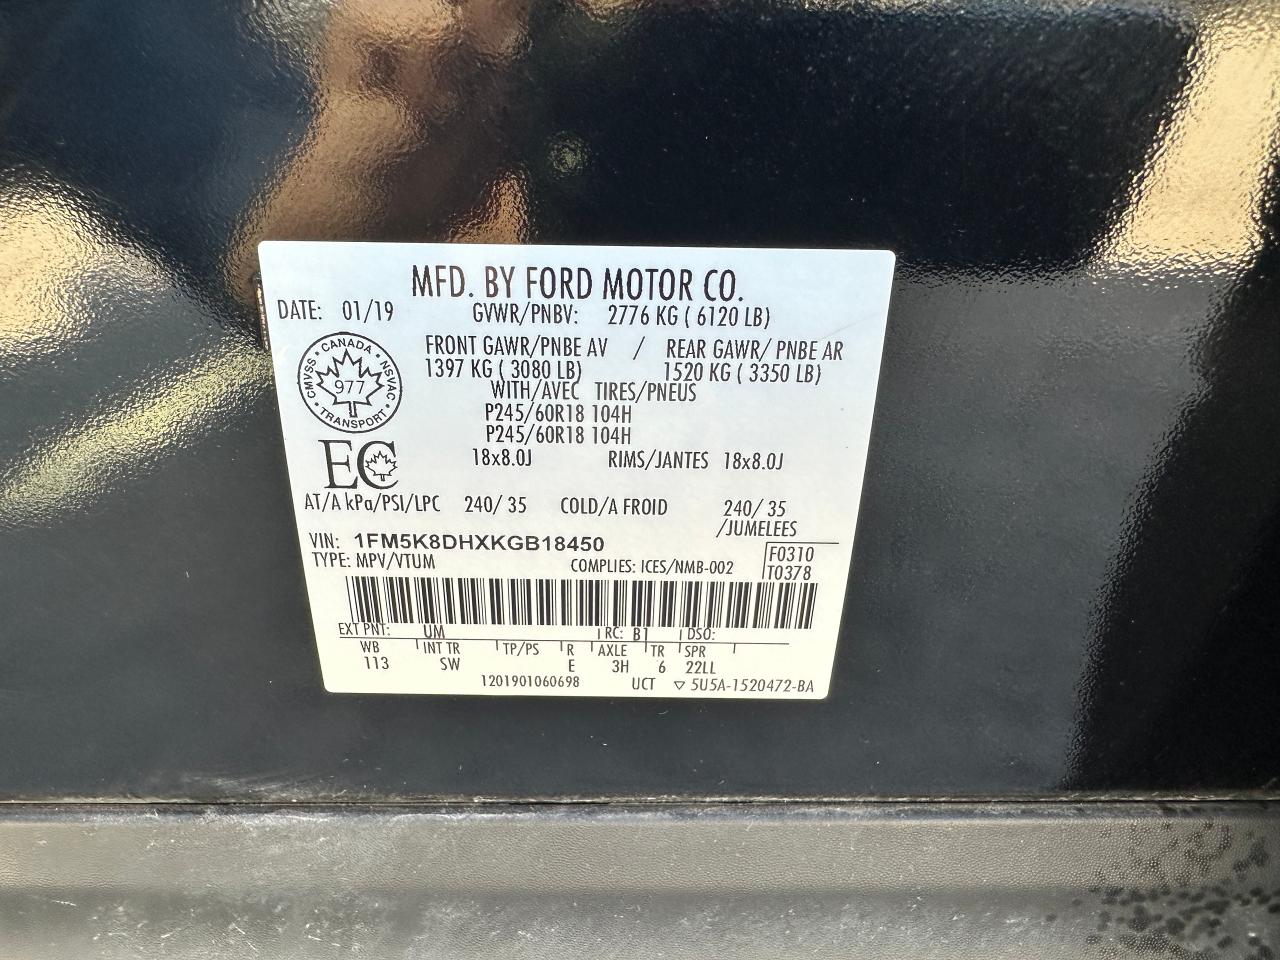 MFD. BY FORD MOTOR CO.
DATE: 01/19 GVWR/PNBV: 2776 KG ( 6120 LB)
FRONT GAWR/PNBE AV / REAR GAWR/ PNBE AR
1397 KG ( 3080 LB) 1520 KG ( 3350 LB)
WITH/AVEC TIRES/PNEUS
P245/60R18 104H
P245/60R18 104H
18x8.0J RIMS/JANTES 18x8.0J
CANADA
CMVSS 977 NSVAC
TRANSPORT
EC
AT/A kPa/PSI/LPC 240/ 35 COLD/A FROID 240/ 35
/JUMELEES
VIN: 1FM5K8DHXKGB18450
TYPE: MPV/VTUM COMPLIES: ICES/NMB-002
F0310
T0378
EXT PNT: UM RC: B1 DSO:
WB INT TR TP/PS R AXLE TR SPR
113 SW E 3H 6 22LL
1201901060698 UCT ▽ 5U5A-1520472-BA